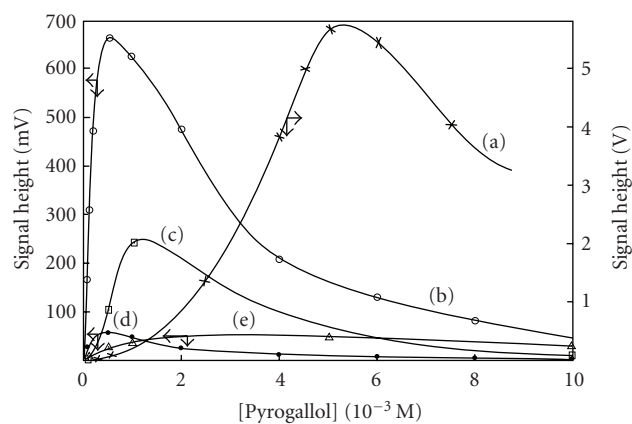 700
600
500
400
300
200
100
Signal height (mV)
5
4
3
2
1
Signal height (V)
(a)
(b)
(c)
(d)
(e)
0
2
4
6
8
10
[Pyrogallol] (10⁻³ M)